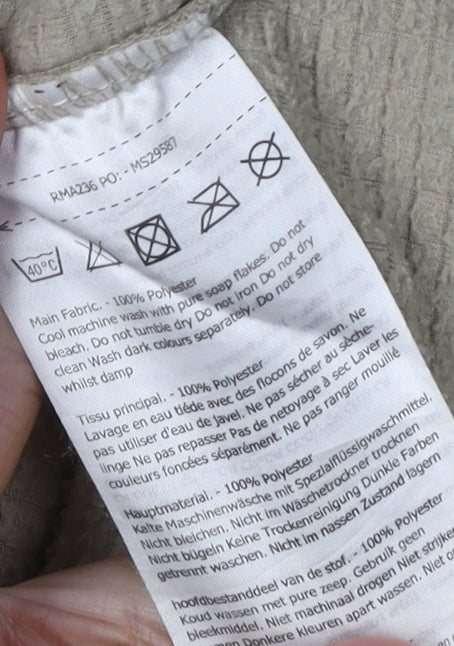 RMA236 PO: - MS29587
40°C
Main Fabric. - 100% Polyester
Cool machine wash with pure soap flakes. Do not
bleach. Do not tumble dry Do not Iron Do not dry
clean Wash dark colours separately. Do not store
whilst damp
Tissu principal. - 100% Polyester
Lavage en eau tiède avec des flocons de savon. Ne
pas utiliser d'eau de Javel. Ne pas sécher au sèche-
linge Ne pas repasser Pas de netoyage à sec Laver les
couleurs foncées séparément. Ne pas ranger mouillé
Hauptmaterial. - 100% Polyester
Kalte Maschinenwäsche mit Spezialflüssigwaschmittel.
Nicht bleichen. Nicht im Wäschetrockner trocknen
Nicht bügeln Keine Trockenreinigung Dunkle Farben
getrennt waschen. Nicht im nassen Zustand lagern
hoofdbestanddeel van de stof. - 100% Polyester
Koud wassen met pure zeep. Gebruik geen
bleekmiddel. Niet machinaal drogen Niet strijken
Donkere kleuren apart wassen. Niet